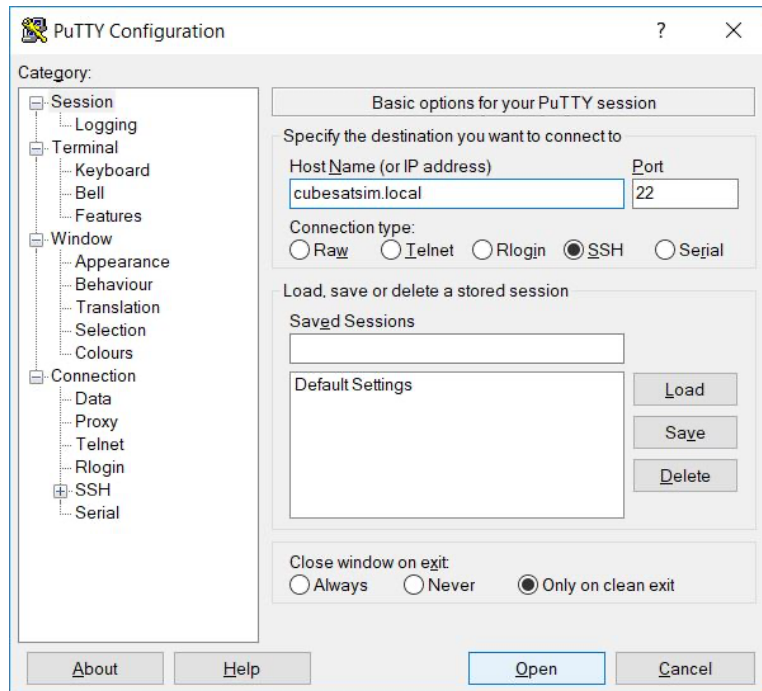 PuTTY Configuration
?
Category:
Session
Logging
Terminal
Keyboard
Bell
Features
Window
Appearance
Behaviour
Translation
Selection
Colours
Connection
Data
Proxy
Telnet
Rlogin
SSH
Serial
Basic options for your PuTTY session
Specify the destination you want to connect to
Host Name (or IP address) Port
cubesatsim.local 22
Connection type:
Raw Telnet Rlogin SSH Serial
Load, save or delete a stored session
Saved Sessions
Default Settings
Load
Save
Delete
Close window on exit:
Always Never Only on clean exit
About Help Open Cancel